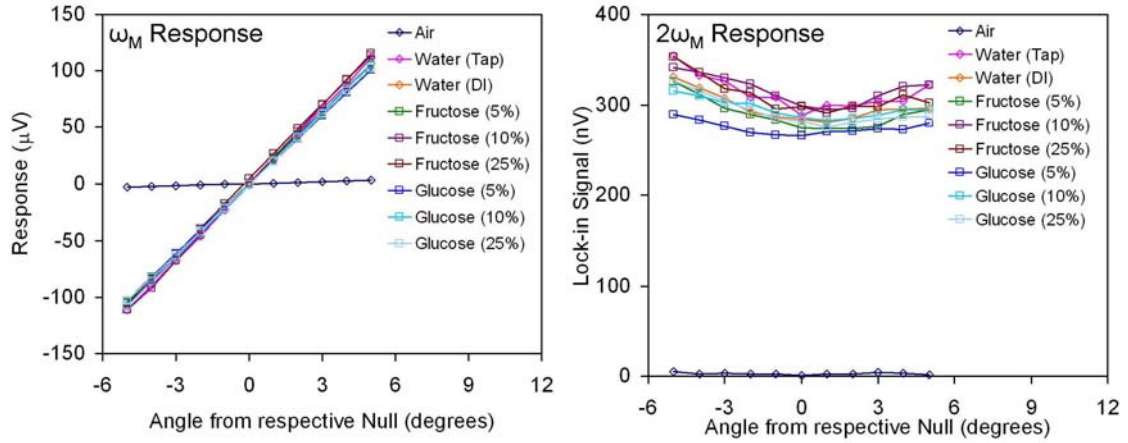 ω_M Response
150
100
50
0
-50
-100
-150
Response (μV)
-6
-3
0
3
6
9
12
Angle from respective Null (degrees)
Air
Water (Tap)
Water (DI)
Fructose (5%)
Fructose (10%)
Fructose (25%)
Glucose (5%)
Glucose (10%)
Glucose (25%)
2ω_M Response
400
300
200
100
0
Lock-in Signal (nV)
-6
-3
0
3
6
9
12
Angle from respective Null (degrees)
Air
Water (Tap)
Water (DI)
Fructose (5%)
Fructose (10%)
Fructose (25%)
Glucose (5%)
Glucose (10%)
Glucose (25%)